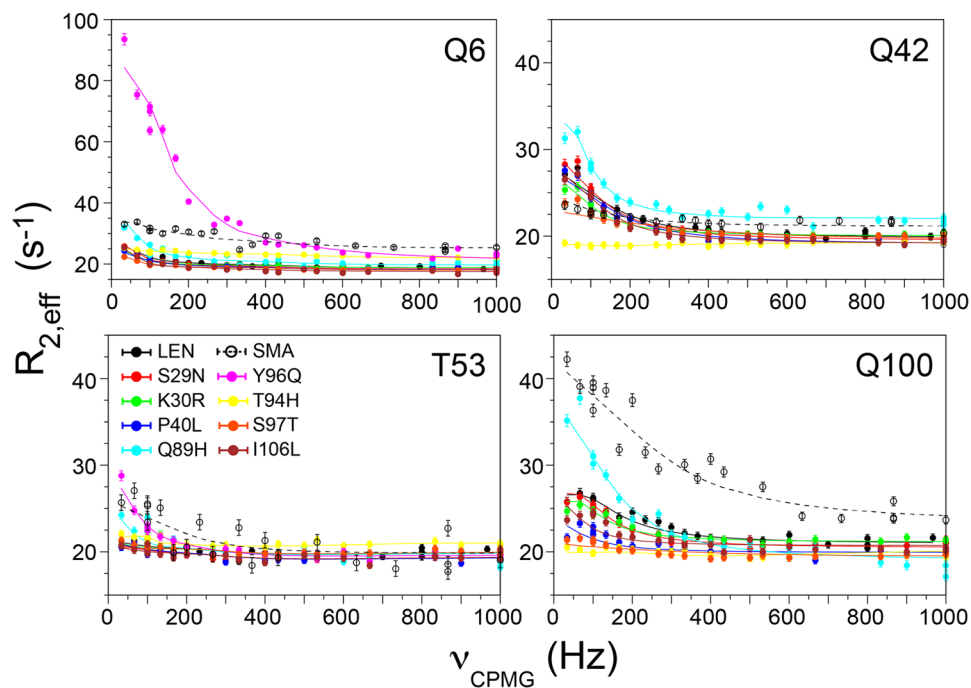 Q6
100
80
60
40
20
0 200 400 600 800 1000
Q42
40
30
20
0 200 400 600 800 1000
R2,eff (s-1)
T53
LEN SMA
S29N Y96Q
K30R T94H
P40L S97T
Q89H I106L
40
30
20
0 200 400 600 800 1000
Q100
40
30
20
0 200 400 600 800 1000
νCPMG (Hz)